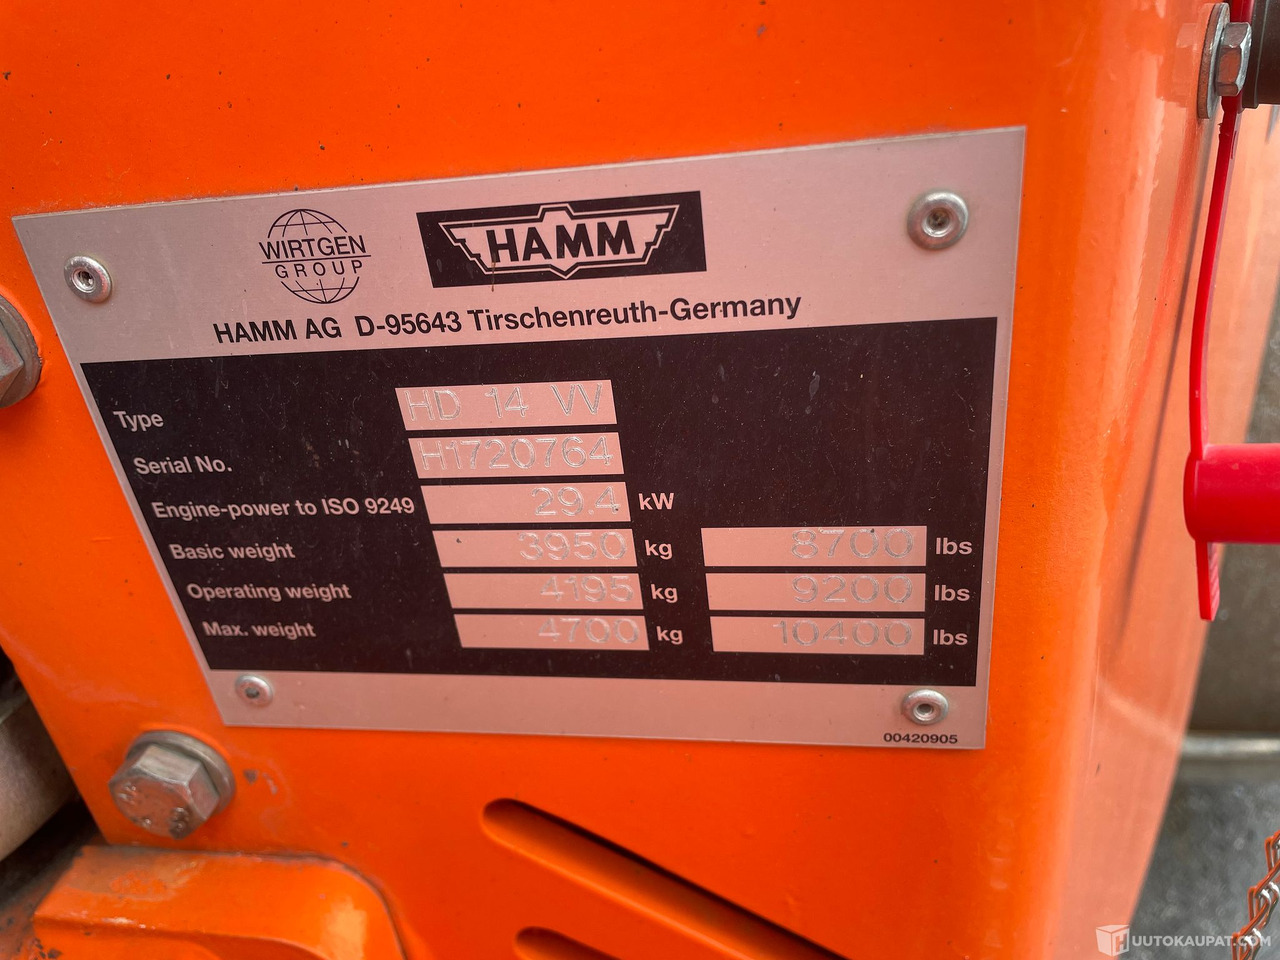 WIRTGEN
GROUP
HAMM
HAMM AG D-95643 Tirschenreuth-Germany
Type HD 14 VV
Serial No. H1720764
Engine-power to ISO 9249 29.4 kW
Basic weight 3950 kg 8700 lbs
Operating weight 4195 kg 9200 lbs
Max. weight 4700 kg 10400 lbs
00420905
UUTOKAUPAT.COM